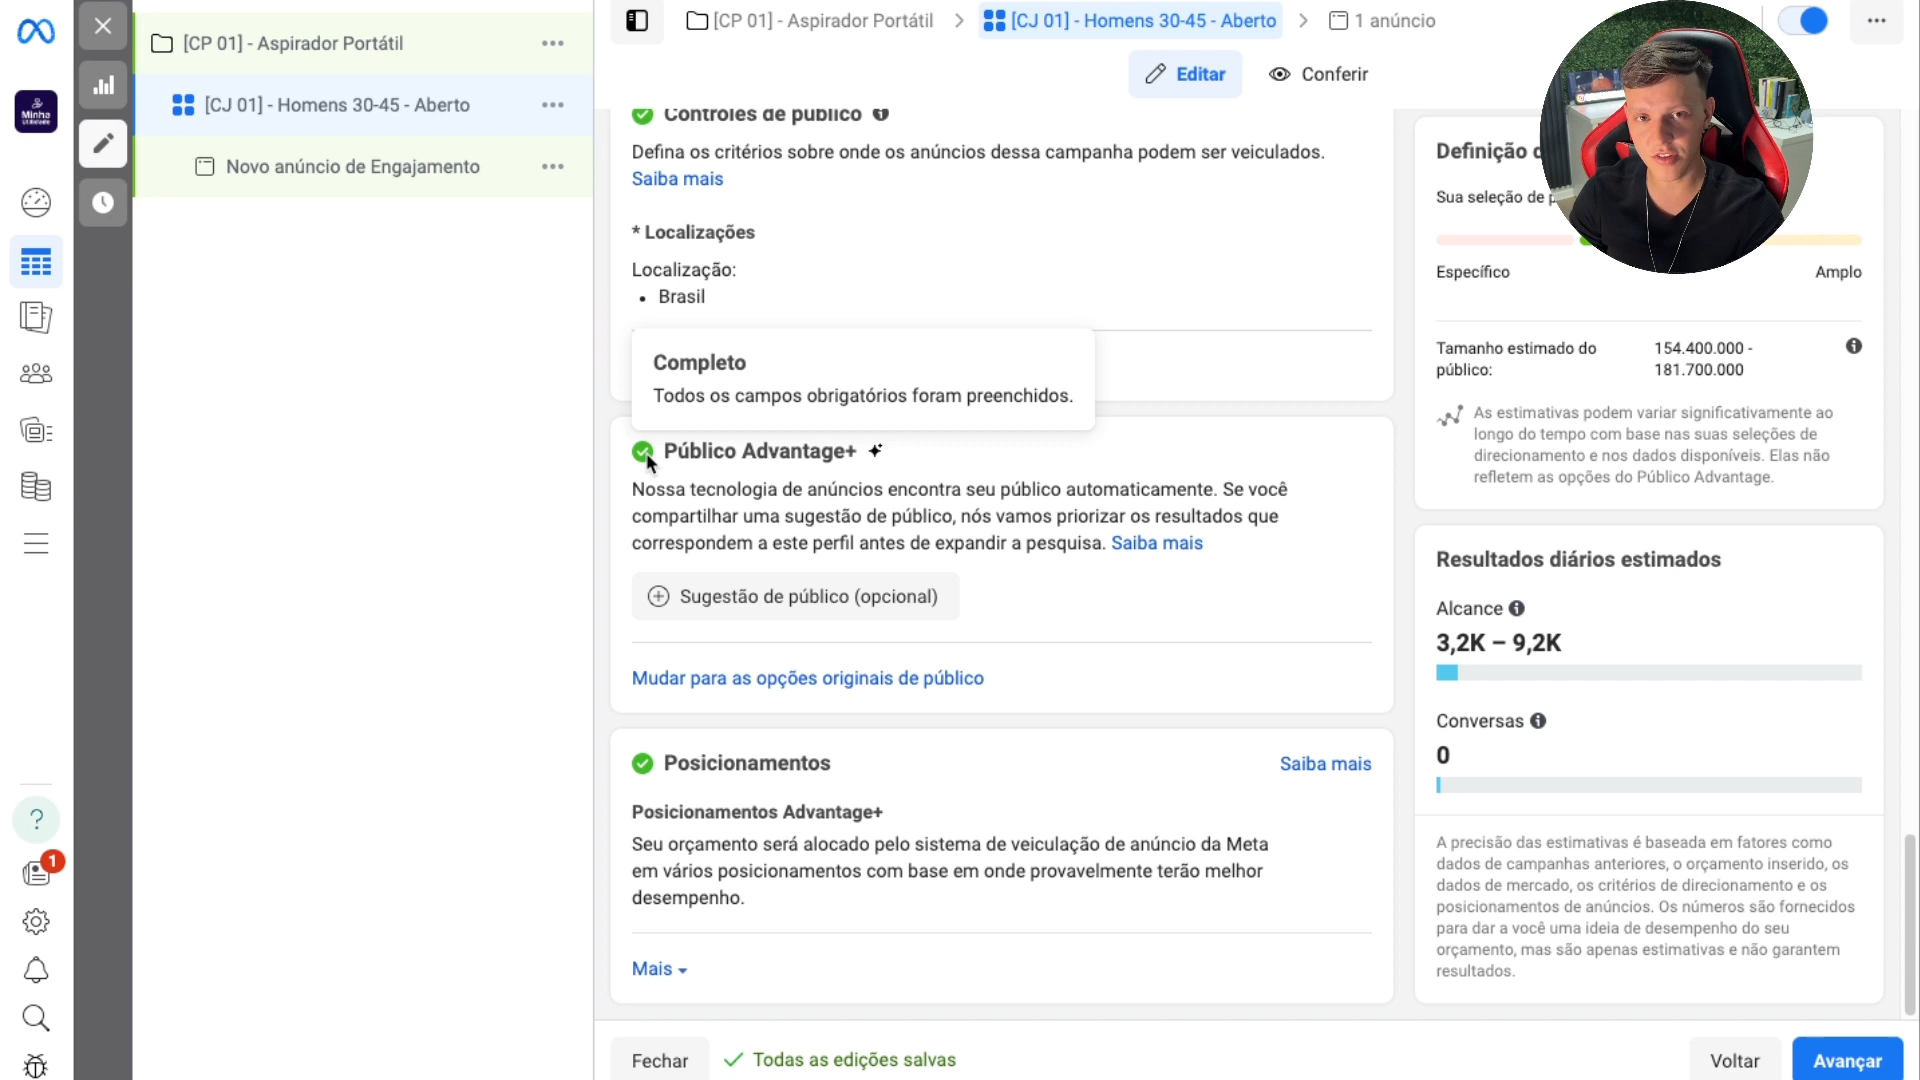 [CP 01] - Aspirador Portátil
[CJ 01] - Homens 30-45 - Aberto
1 anúncio
Editar
Conferir
[CP 01] - Aspirador Portátil
[CJ 01] - Homens 30-45 - Aberto
Novo anúncio de Engajamento
Minha
1
Controles de público
Defina os critérios sobre onde os anúncios dessa campanha podem ser veiculados.
Saiba mais
* Localizações
Localização:
• Brasil
Completo
Todos os campos obrigatórios foram preenchidos.
Público Advantage+
Nossa tecnologia de anúncios encontra seu público automaticamente. Se você
compartilhar uma sugestão de público, nós vamos priorizar os resultados que
correspondem a este perfil antes de expandir a pesquisa. Saiba mais
Sugestão de público (opcional)
Mudar para as opções originais de público
Posicionamentos
Saiba mais
Posicionamentos Advantage+
Seu orçamento será alocado pelo sistema de veiculação de anúncio da Meta
em vários posicionamentos com base em onde provavelmente terão melhor
desempenho.
Mais
Definição
Sua seleção de
Específico
Amplo
Tamanho estimado do
público:
154.400.000 -
181.700.000
As estimativas podem variar significativamente ao
longo do tempo com base nas suas seleções de
direcionamento e nos dados disponíveis. Elas não
refletem as opções do Público Advantage.
Resultados diários estimados
Alcance
3,2K – 9,2K
Conversas
0
A precisão das estimativas é baseada em fatores como
dados de campanhas anteriores, o orçamento inserido, os
dados de mercado, os critérios de direcionamento e os
posicionamentos de anúncios. Os números são fornecidos
para dar a você uma ideia de desempenho do seu
orçamento, mas são apenas estimativas e não garantem
resultados.
Fechar
Todas as edições salvas
Voltar
Avançar